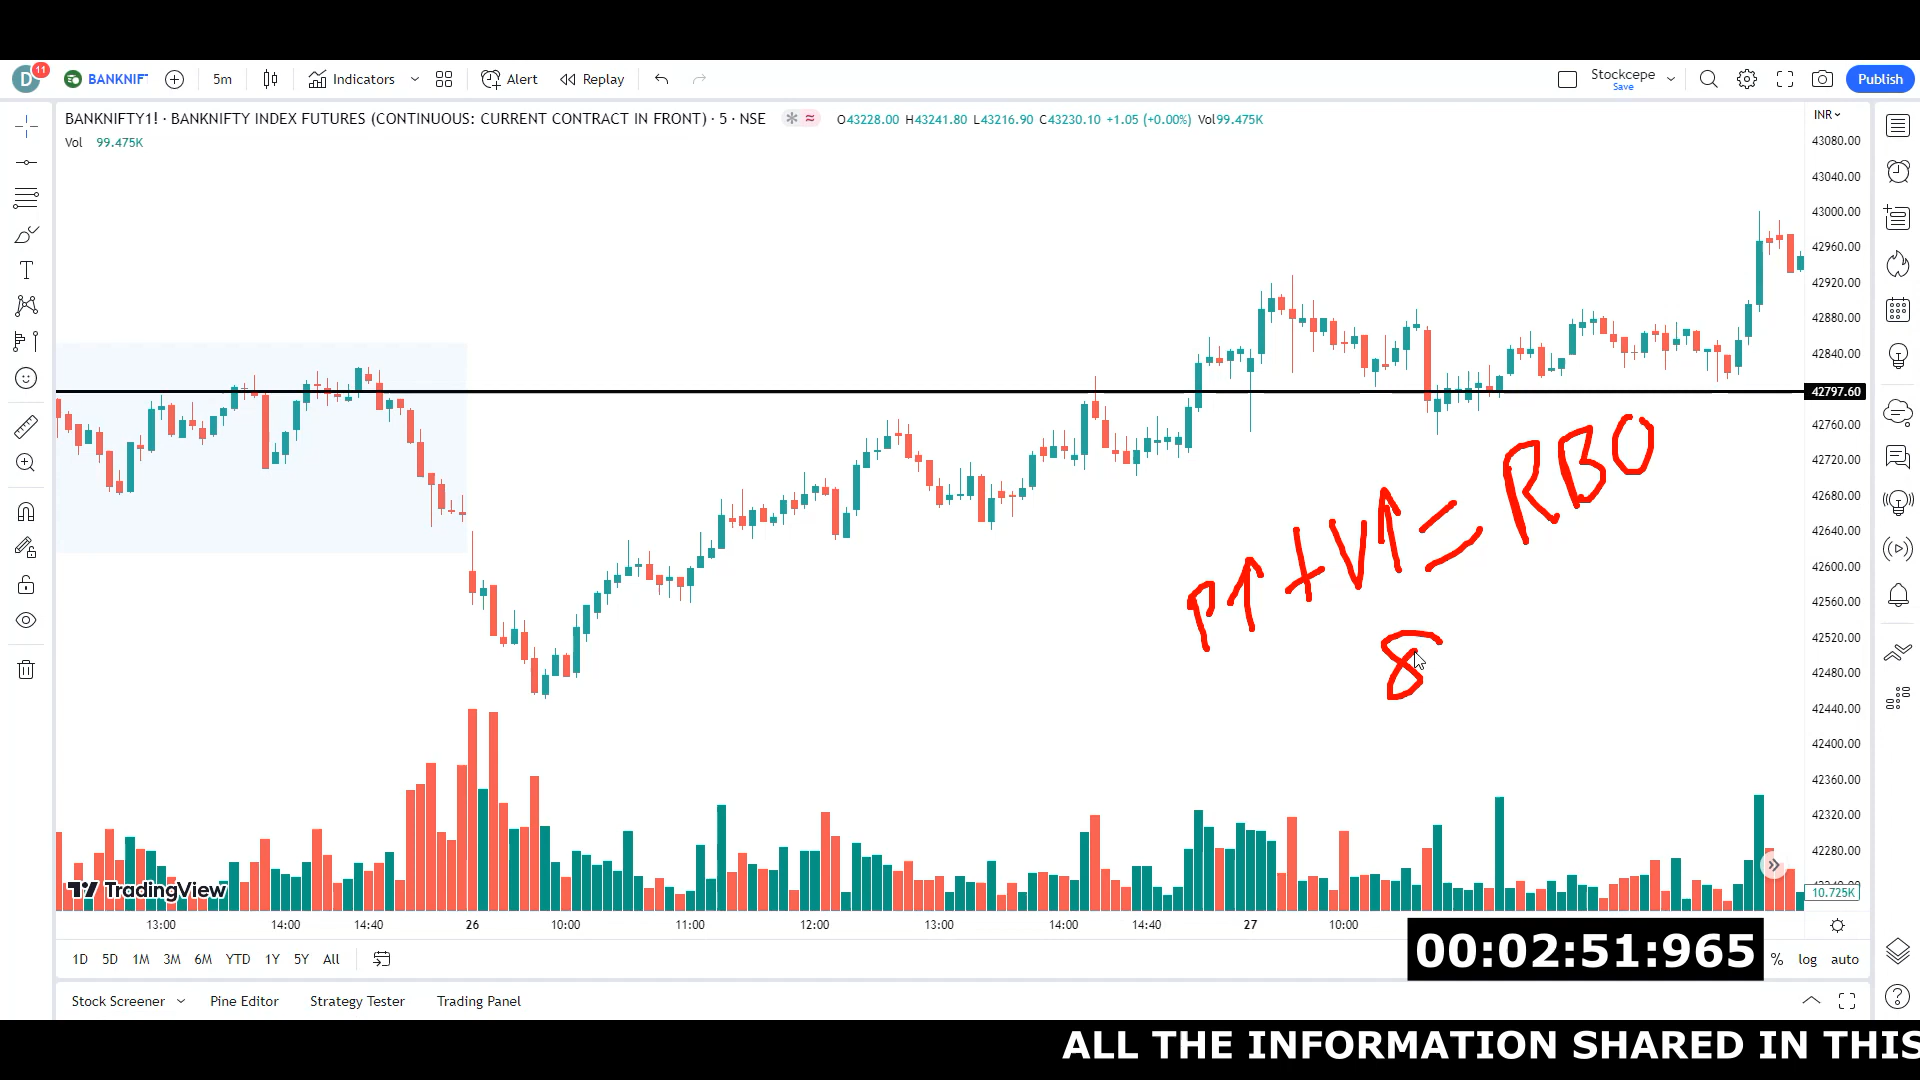 D 11 BANKNIF 5m Indicators Alert Replay Stockcepe Save Publish
BANKNIFTY1! · BANKNIFTY INDEX FUTURES (CONTINUOUS: CURRENT CONTRACT IN FRONT) · 5 · NSE O43228.00 H43241.80 L43216.90 C43230.10 +1.05 (+0.00%) Vol99.475K
Vol 99.475K
INR
43080.00
43040.00
43000.00
42960.00
42920.00
42880.00
42840.00
42797.60
42760.00
42720.00
42680.00
42640.00
42600.00
42560.00
42520.00
42480.00
42440.00
42400.00
42360.00
42320.00
42280.00
10.725K
P↑+V↑=RBO
8
TradingView
13:00 14:00 14:40 26 10:00 11:00 12:00 13:00 14:00 14:40 27 10:00
00:02:51:965
1D 5D 1M 3M 6M YTD 1Y 5Y All % log auto
Stock Screener Pine Editor Strategy Tester Trading Panel
ALL THE INFORMATION SHARED IN THIS